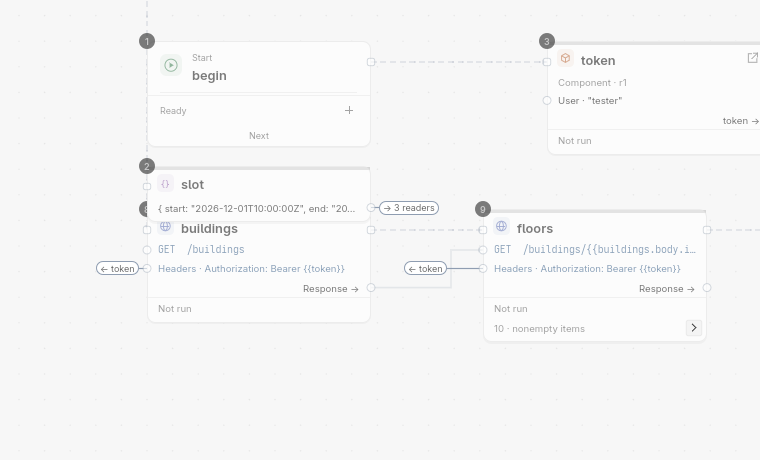 1
Start
begin
Ready
Next
3
token
Component · r1
User · "tester"
token →
Not run
2
{} slot
{ start: "2026-12-01T10:00:00Z", end: "20...
→ 3 readers
buildings
GET /buildings
← token
Headers · Authorization: Bearer {{token}}
Response →
Not run
9
floors
GET /buildings/{{buildings.body.i...
← token
Headers · Authorization: Bearer {{token}}
Response →
Not run
10 · nonempty items